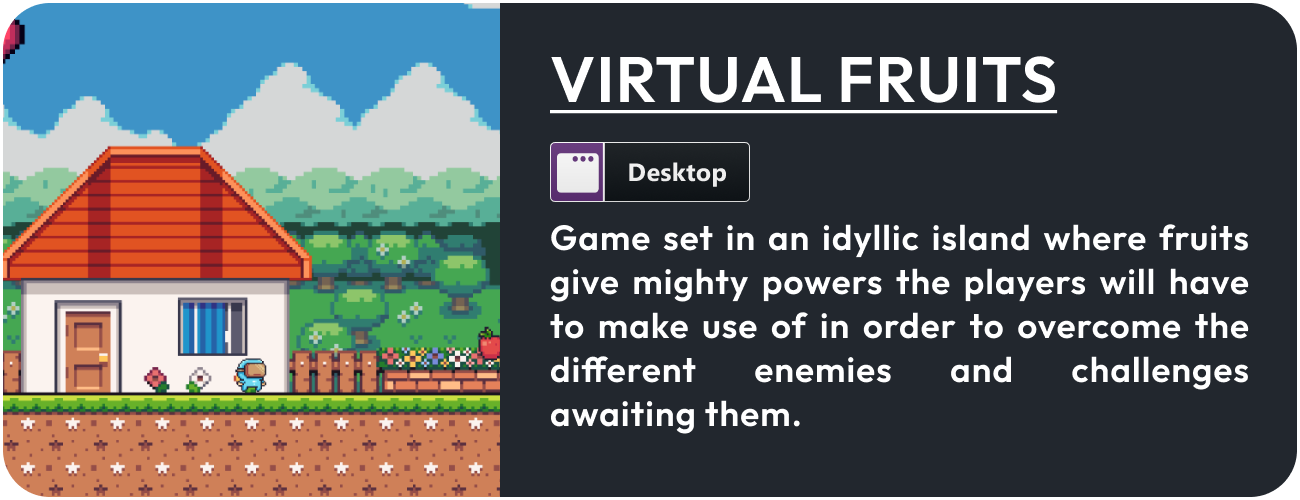 VIRTUAL FRUITS
Desktop
Game set in an idyllic island where fruits
give mighty powers the players will have
to make use of in order to overcome the
different enemies and challenges
awaiting them.